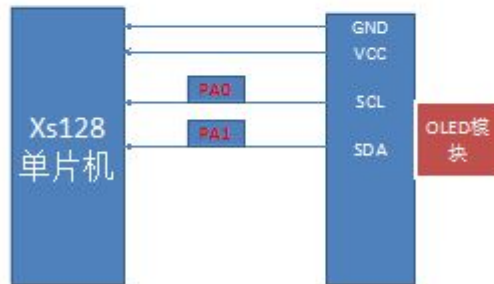 GND
VCC
PA0
SCL
Xs128
单片机
PA1
SDA
OLED模
块